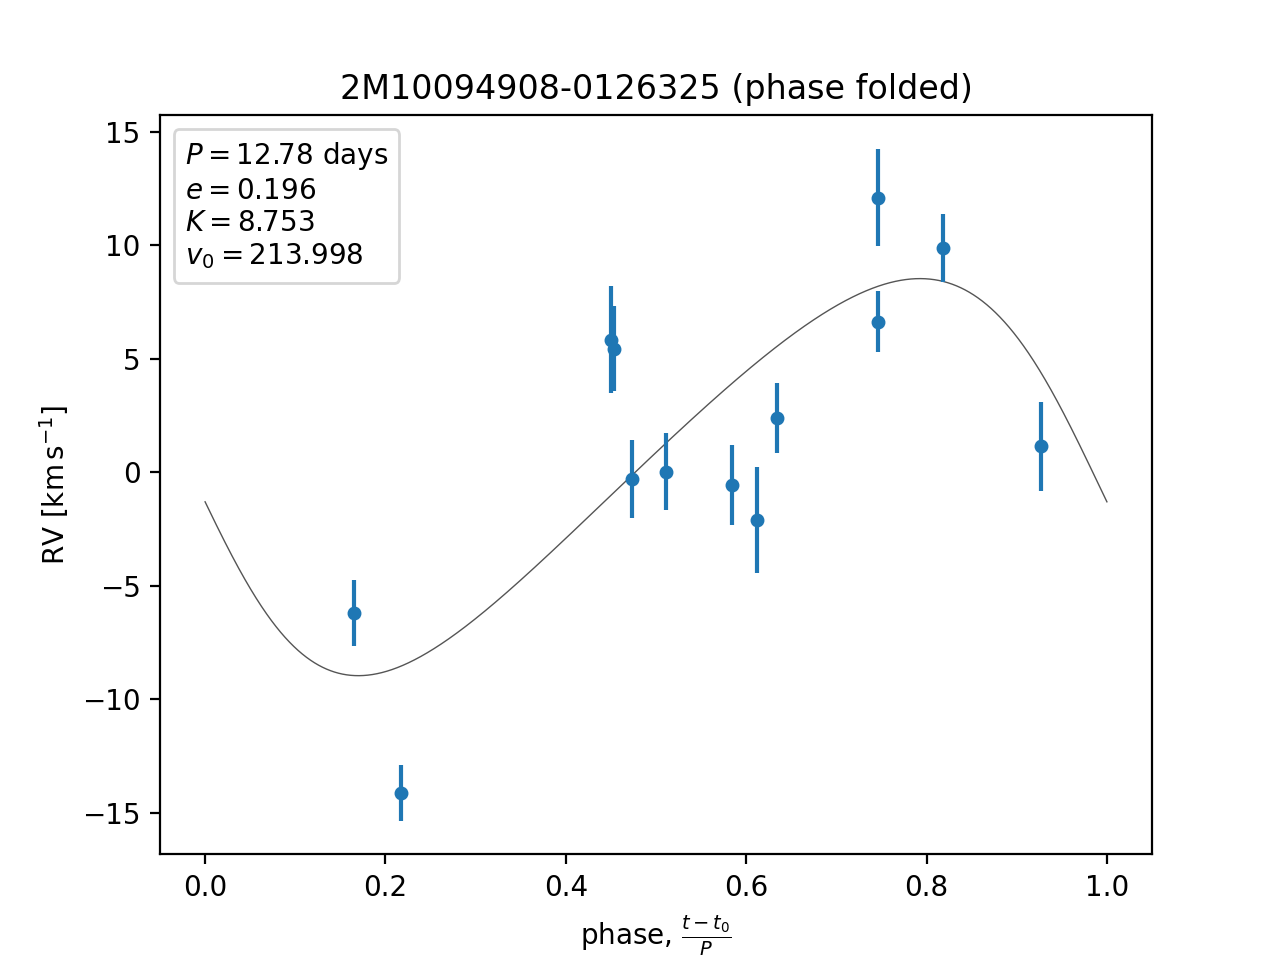 2M10094908-0126325 (phase folded)
P = 12.78 days
e = 0.196
K = 8.753
v₀ = 213.998
15
10
5
0
−5
−10
−15
RV [km s⁻¹]
0.0 0.2 0.4 0.6 0.8 1.0
phase, (t − t₀)/P